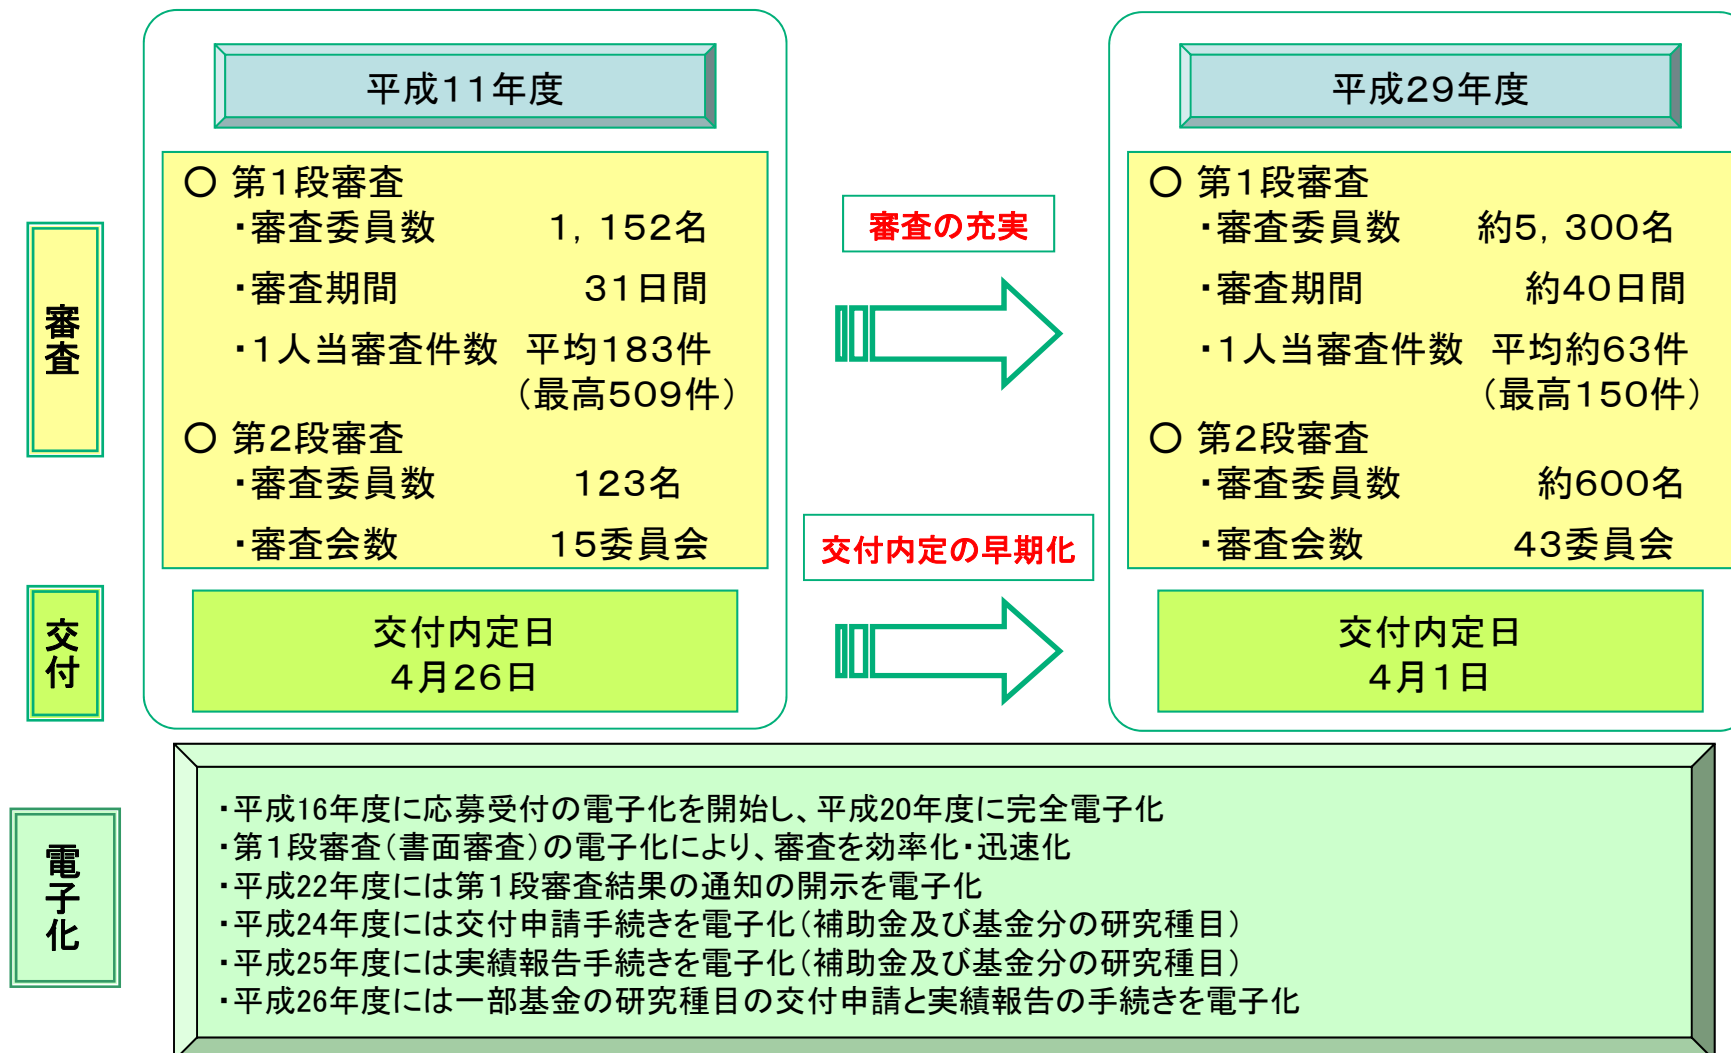 平成11年度
審査
○ 第1段審査
・審査委員数 1,152名
・審査期間 31日間
・1人当審査件数 平均183件
(最高509件)
○ 第2段審査
・審査委員数 123名
・審査会数 15委員会
審査の充実
交付内定の早期化
平成29年度
○ 第1段審査
・審査委員数 約5,300名
・審査期間 約40日間
・1人当審査件数 平均約63件
(最高150件)
○ 第2段審査
・審査委員数 約600名
・審査会数 43委員会
交付
交付内定日
4月26日
交付内定日
4月1日
電子化
・平成16年度に応募受付の電子化を開始し、平成20年度に完全電子化
・第1段審査(書面審査)の電子化により、審査を効率化・迅速化
・平成22年度には第1段審査結果の通知の開示を電子化
・平成24年度には交付申請手続きを電子化(補助金及び基金分の研究種目)
・平成25年度には実績報告手続きを電子化(補助金及び基金分の研究種目)
・平成26年度には一部基金の研究種目の交付申請と実績報告の手続きを電子化